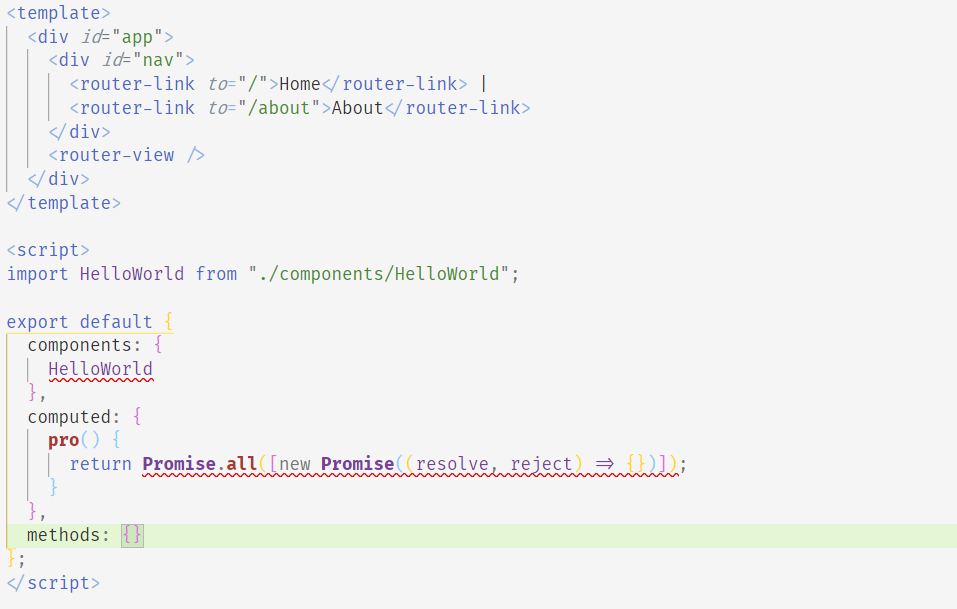 <template>
  <div id="app">
    <div id="nav">
      <router-link to="/">Home</router-link> |
      <router-link to="/about">About</router-link>
    </div>
    <router-view />
  </div>
</template>

<script>
import HelloWorld from "./components/HelloWorld";

export default {
  components: {
    HelloWorld
  },
  computed: {
    pro() {
      return Promise.all([new Promise((resolve, reject) => {})]);
    }
  },
  methods: {}
};
</script>